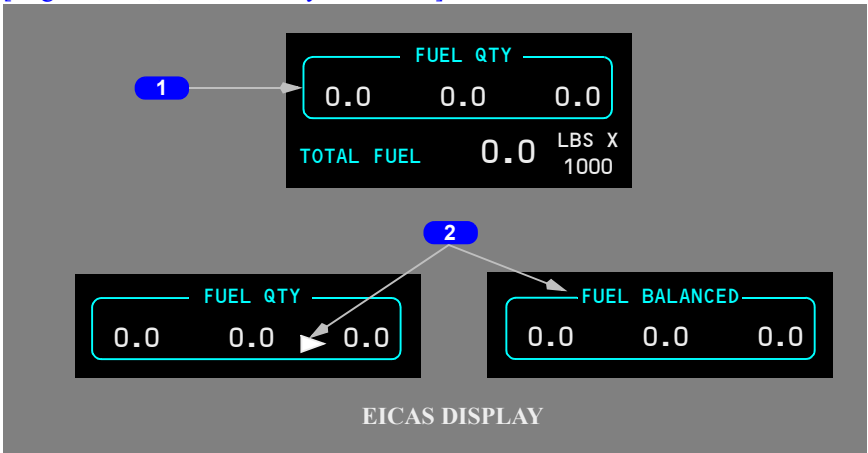 FUEL QTY
1
0.0 0.0 0.0
TOTAL FUEL 0.0 LBS X
1000
2
FUEL QTY
0.0 0.0 0.0
FUEL BALANCED
0.0 0.0 0.0
EICAS DISPLAY